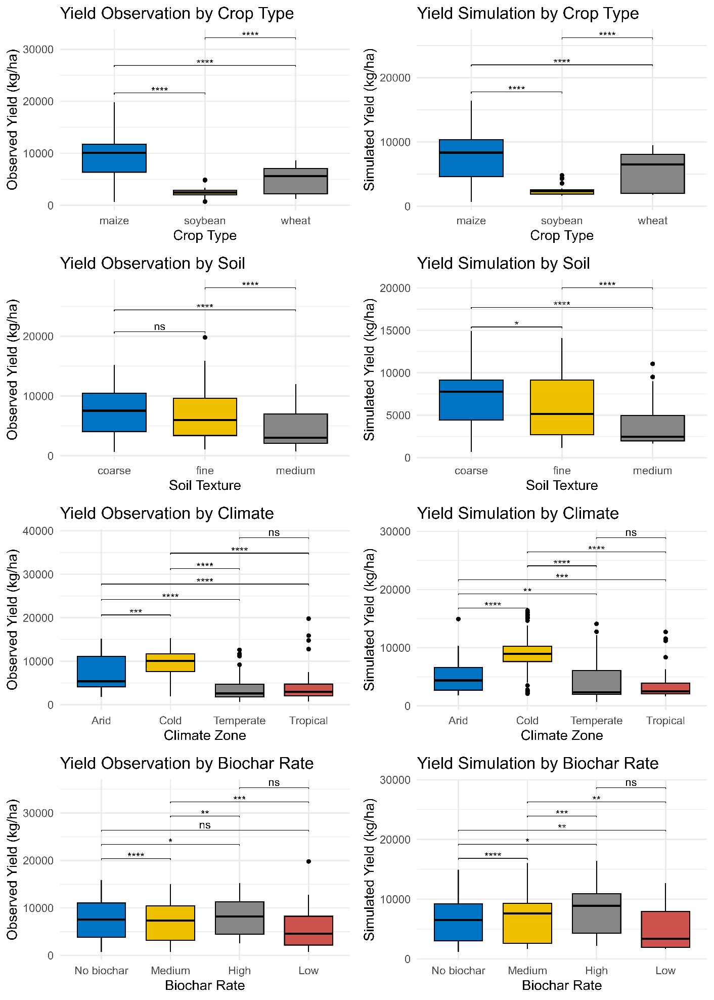 Yield Observation by Crop Type
Observed Yield (kg/ha)
30000
20000
10000
0
****
****
****
maize soybean wheat
Crop Type
Yield Simulation by Crop Type
Simulated Yield (kg/ha)
20000
10000
0
****
****
****
maize soybean wheat
Crop Type
Yield Observation by Soil
Observed Yield (kg/ha)
20000
10000
0
****
****
ns
coarse fine medium
Soil Texture
Yield Simulation by Soil
Simulated Yield (kg/ha)
20000
15000
10000
5000
0
****
****
*
coarse fine medium
Soil Texture
Yield Observation by Climate
Observed Yield (kg/ha)
40000
30000
20000
10000
0
ns
****
****
****
****
***
Arid Cold Temperate Tropical
Climate Zone
Yield Simulation by Climate
Simulated Yield (kg/ha)
30000
20000
10000
0
ns
****
****
***
**
****
Arid Cold Temperate Tropical
Climate Zone
Yield Observation by Biochar Rate
Observed Yield (kg/ha)
30000
20000
10000
0
ns
***
**
ns
*
****
No biochar Medium High Low
Biochar Rate
Yield Simulation by Biochar Rate
Simulated Yield (kg/ha)
30000
20000
10000
0
ns
**
***
**
*
****
No biochar Medium High Low
Biochar Rate